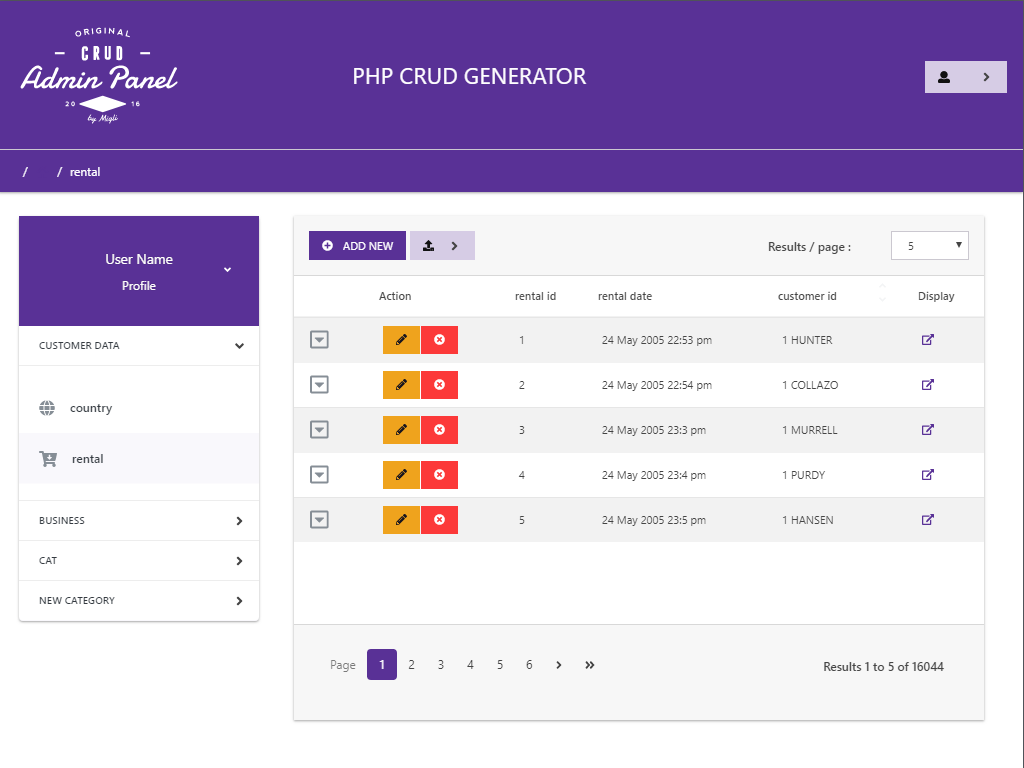 ORIGINAL
CRUD
Admin Panel
20 16
by Migli
PHP CRUD GENERATOR
/ / rental
User Name
Profile
CUSTOMER DATA
country
rental
BUSINESS
CAT
NEW CATEGORY
ADD NEW
Results / page : 5
Action rental id rental date customer id Display
1 24 May 2005 22:53 pm 1 HUNTER
2 24 May 2005 22:54 pm 1 COLLAZO
3 24 May 2005 23:3 pm 1 MURRELL
4 24 May 2005 23:4 pm 1 PURDY
5 24 May 2005 23:5 pm 1 HANSEN
Page 1 2 3 4 5 6 › »
Results 1 to 5 of 16044